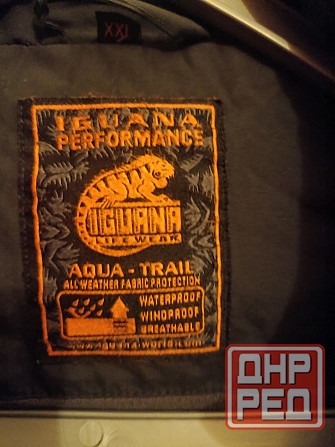 XXL
IGUANA
PERFORMANCE
IGUANA
LIFEWEAR
AQUA - TRAIL
ALL WEATHER FABRIC PROTECTION
WATERPROOF
WINDPROOF
BREATHABLE
ДНР
РЕД